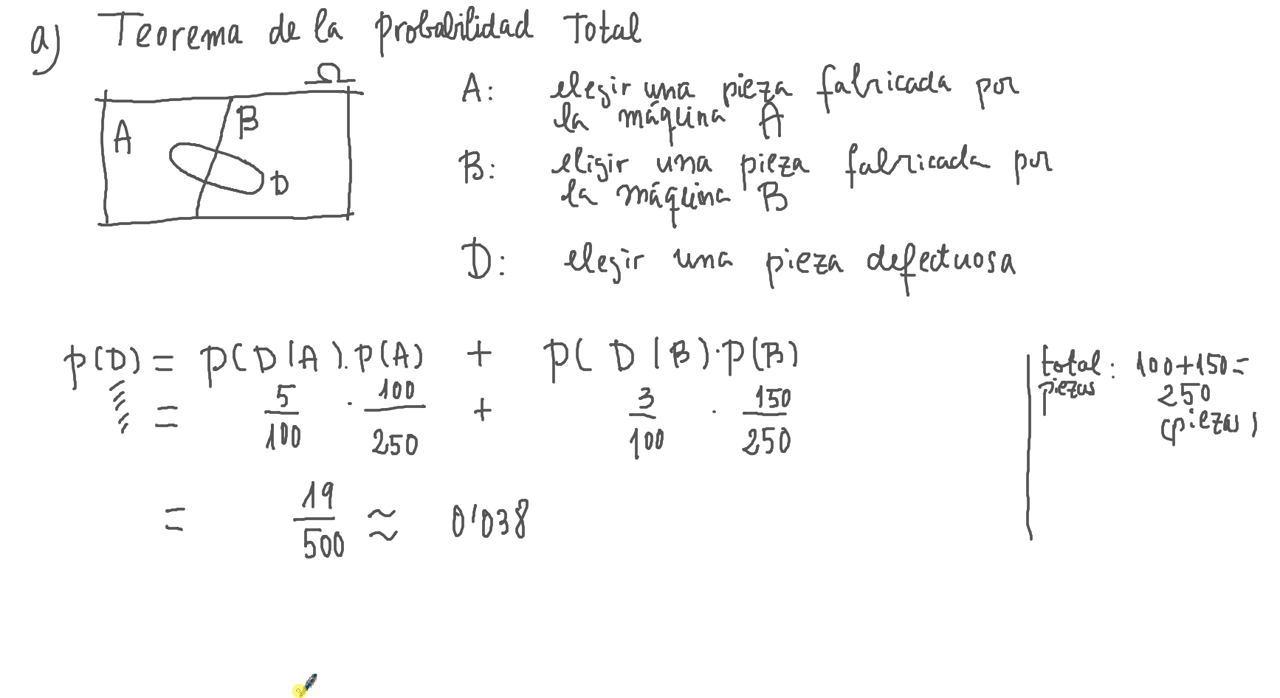 a) Teorema de la probabilidad Total
Ω
A
B
D
A: elegir una pieza fabricada por
la máquina A
B: eligir una pieza fabricada por
la máquina B
D: elegir una pieza defectuosa
p(D) = p(D|A).p(A) + p(D|B).p(B)
= 5/100 · 100/250 + 3/100 · 150/250
= 19/500 ≈ 0'038
total: 100+150=
piezas 250
(piezas)